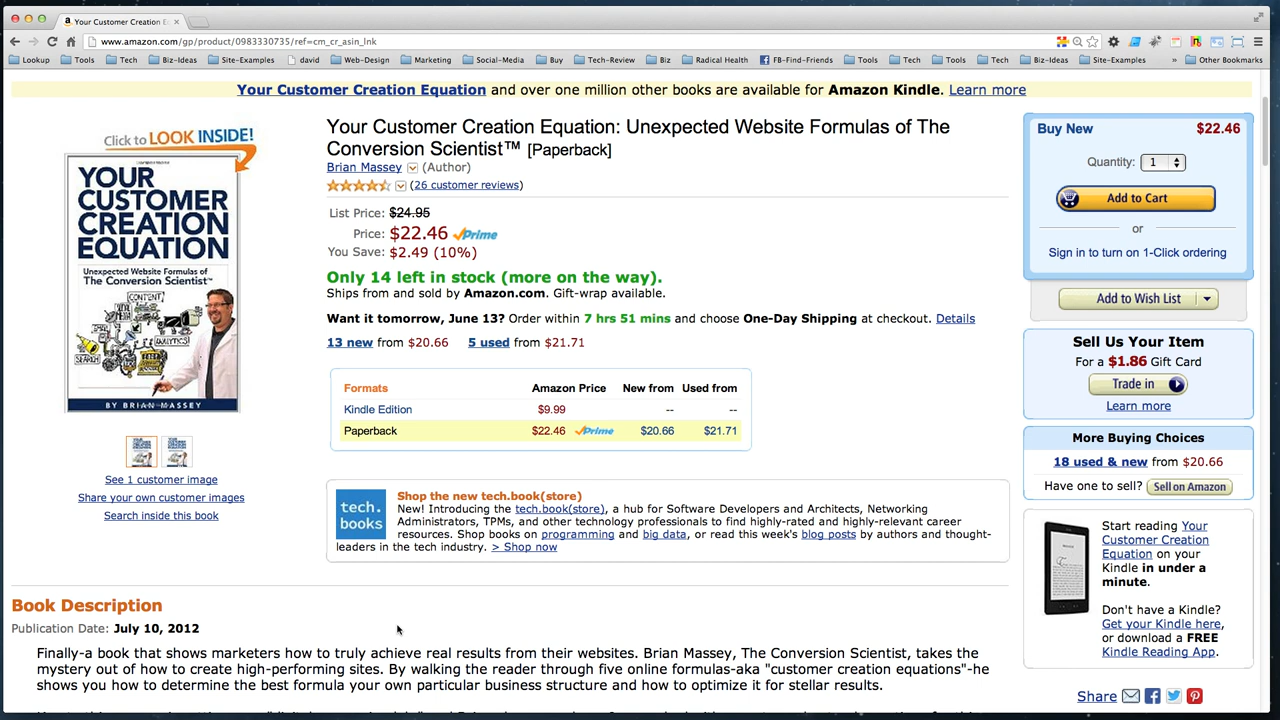 Your Customer Creation E
www.amazon.com/gp/product/0983330735/ref=cm_cr_asin_lnk
Lookup Tools Tech Biz-Ideas Site-Examples david Web-Design Marketing Social-Media Buy Tech-Review Biz Radical Health FB-Find-Friends Tools Tech Tools Tech Biz-Ideas Site-Examples » Other Bookmarks
Your Customer Creation Equation and over one million other books are available for Amazon Kindle. Learn more
Click to LOOK INSIDE!
YOUR
CUSTOMER
CREATION
EQUATION
Unexpected Website Formulas of
The Conversion Scientist™
CONTENT
ANALYTICS
SEARCH
BY BRIAN MASSEY
See 1 customer image
Share your own customer images
Search inside this book
Your Customer Creation Equation: Unexpected Website Formulas of The
Conversion Scientist™ [Paperback]
Brian Massey (Author)
(26 customer reviews)
List Price: $24.95
Price: $22.46 Prime
You Save: $2.49 (10%)
Only 14 left in stock (more on the way).
Ships from and sold by Amazon.com. Gift-wrap available.
Want it tomorrow, June 13? Order within 7 hrs 51 mins and choose One-Day Shipping at checkout. Details
13 new from $20.66 5 used from $21.71
Formats Amazon Price New from Used from
Kindle Edition $9.99 -- --
Paperback $22.46 Prime $20.66 $21.71
tech.
books
Shop the new tech.book(store)
New! Introducing the tech.book(store), a hub for Software Developers and Architects, Networking
Administrators, TPMs, and other technology professionals to find highly-rated and highly-relevant career
resources. Shop books on programming and big data, or read this week's blog posts by authors and thought-
leaders in the tech industry. > Shop now
Buy New $22.46
Quantity: 1
Add to Cart
or
Sign in to turn on 1-Click ordering
Add to Wish List
Sell Us Your Item
For a $1.86 Gift Card
Trade in
Learn more
More Buying Choices
18 used & new from $20.66
Have one to sell? Sell on Amazon
Start reading Your
Customer Creation
Equation on your
Kindle in under a
minute.
Don't have a Kindle?
Get your Kindle here,
or download a FREE
Kindle Reading App.
Share
Book Description
Publication Date: July 10, 2012
Finally-a book that shows marketers how to truly achieve real results from their websites. Brian Massey, The Conversion Scientist, takes the
mystery out of how to create high-performing sites. By walking the reader through five online formulas-aka "customer creation equations"-he
shows you how to determine the best formula your own particular business structure and how to optimize it for stellar results.